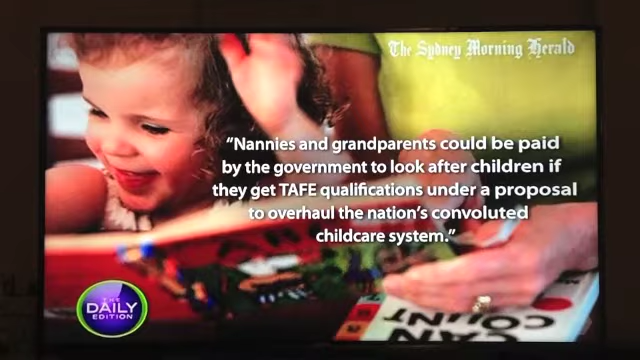 The Sydney Morning Herald
"Nannies and grandparents could be paid
by the government to look after children if
they get TAFE qualifications under a proposal
to overhaul the nation's convoluted
childcare system."
THE
DAILY
EDITION
CAN
COUNT